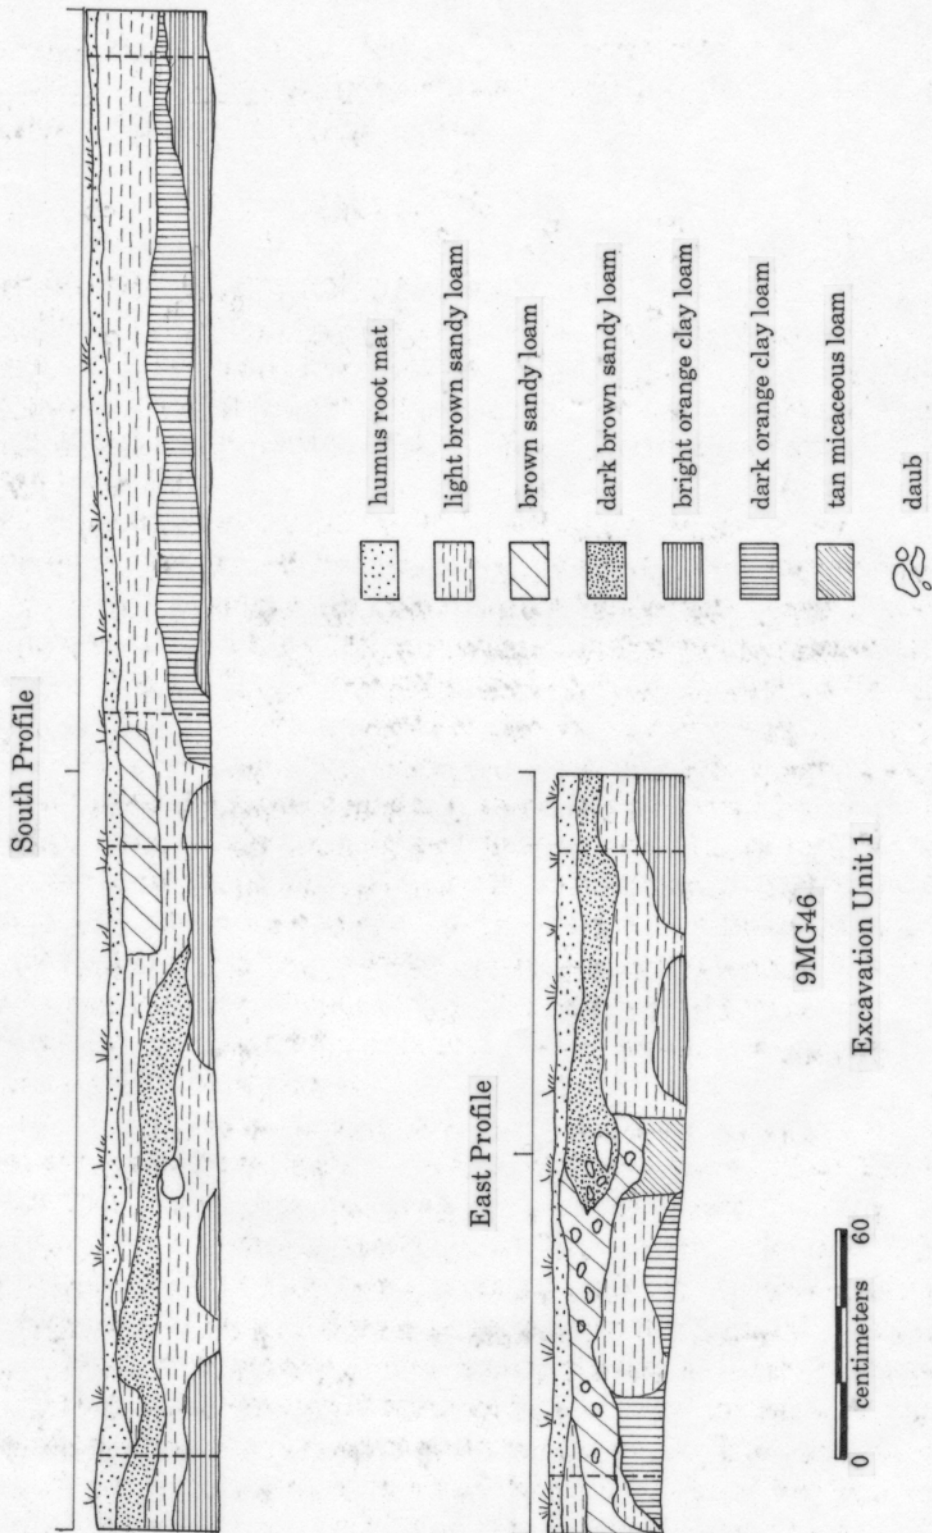 South Profile
humus root mat
light brown sandy loam
brown sandy loam
dark brown sandy loam
bright orange clay loam
dark orange clay loam
tan micaceous loam
daub
East Profile
0 60
centimeters
9MG46
Excavation Unit 1